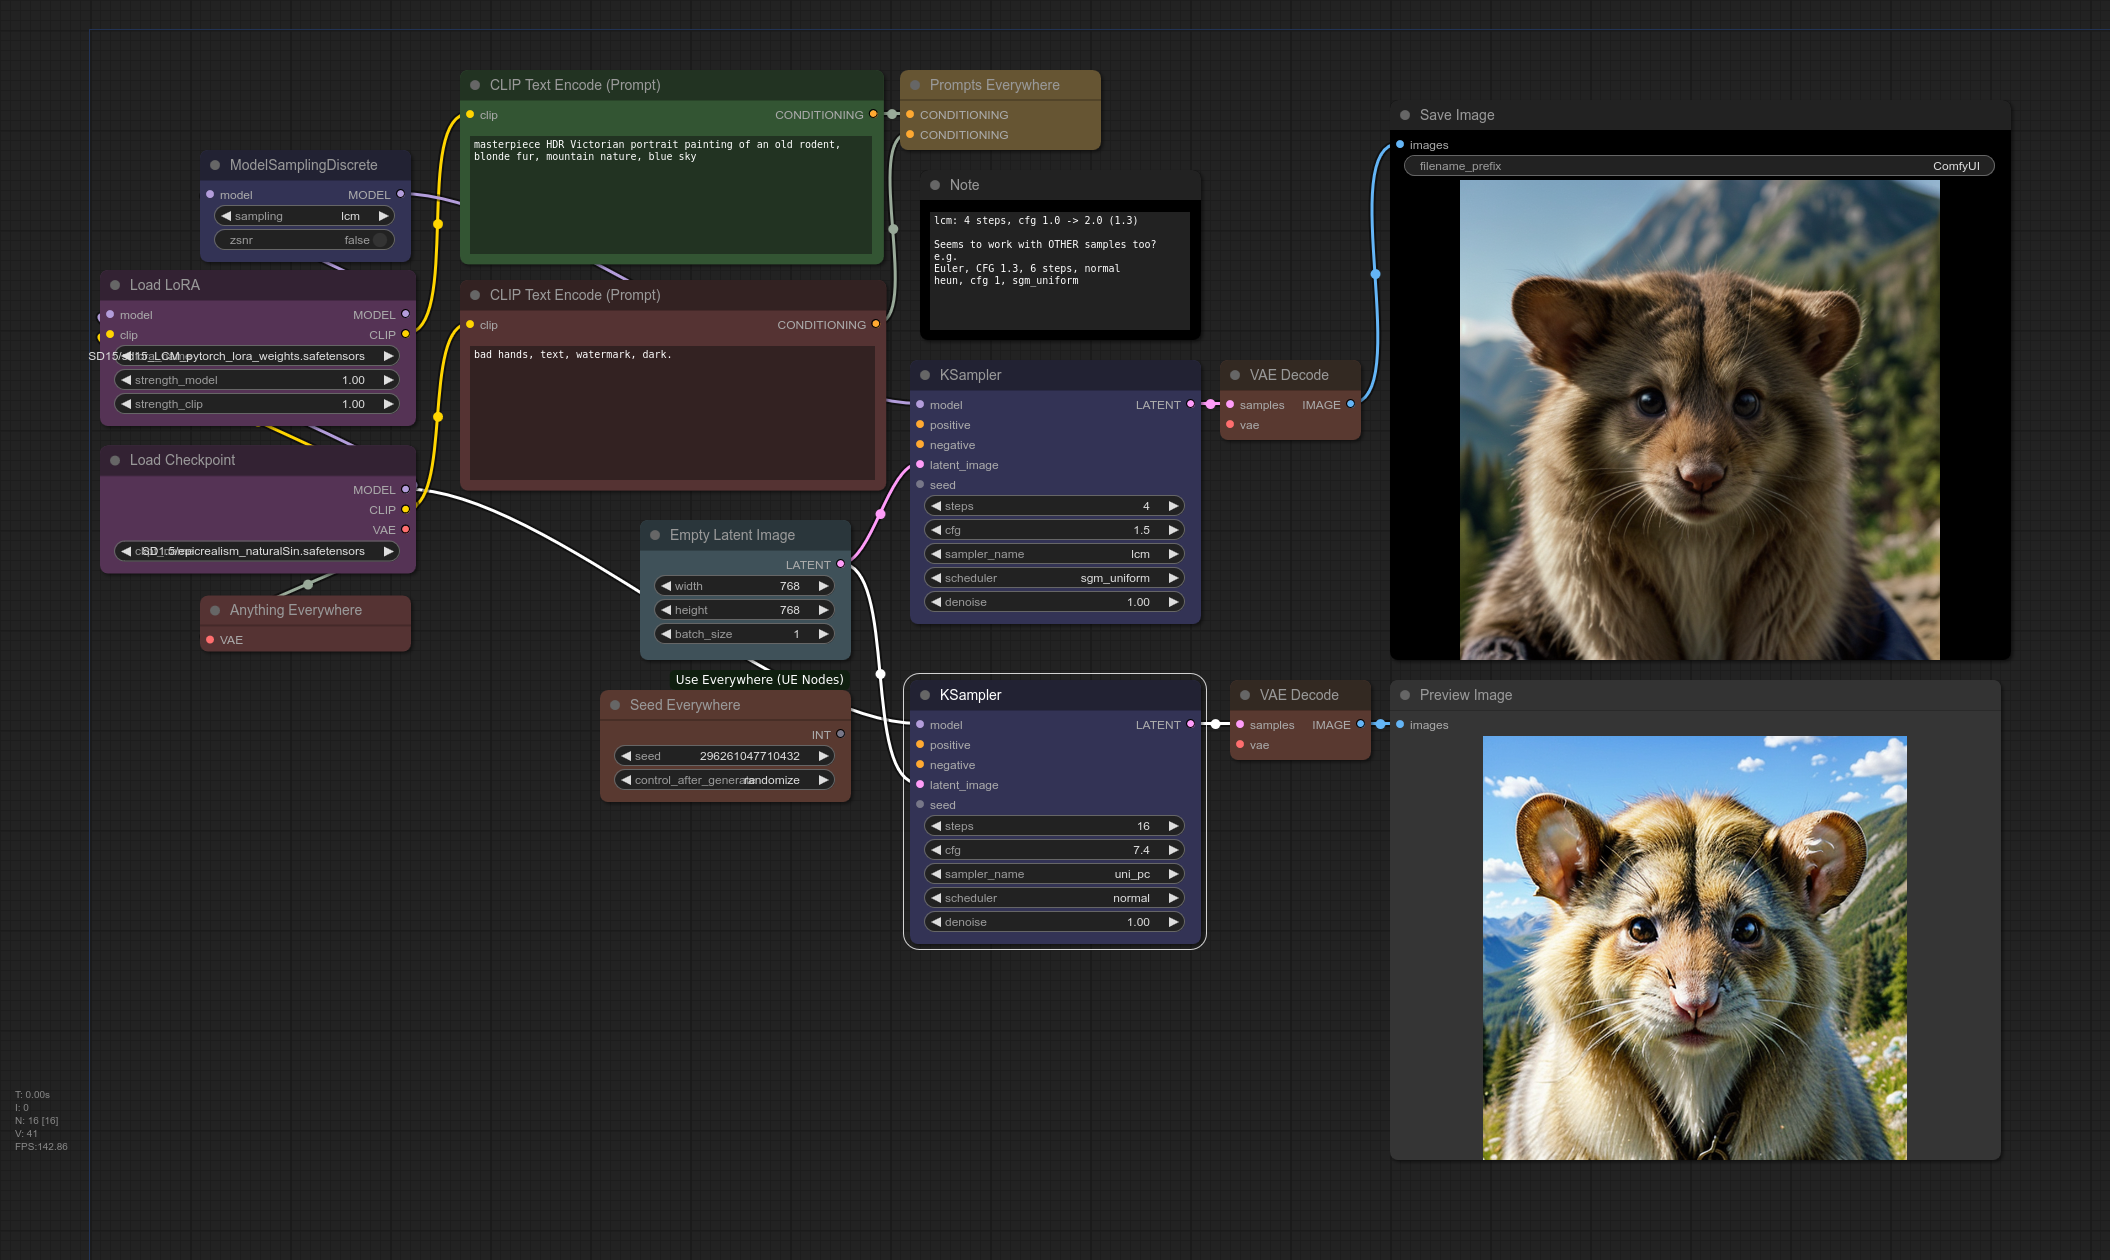 CLIP Text Encode (Prompt)
clip
CONDITIONING
masterpiece HDR Victorian portrait painting of an old rodent,
blonde fur, mountain nature, blue sky
Prompts Everywhere
CONDITIONING
CONDITIONING
ModelSamplingDiscrete
model
MODEL
sampling
lcm
zsnr
false
Note
lcm: 4 steps, cfg 1.0 -> 2.0 (1.3)
Seems to work with OTHER samples too?
e.g.
Euler, CFG 1.3, 6 steps, normal
heun, cfg 1, sgm_uniform
Save Image
images
filename_prefix
ComfyUI
Load LoRA
model
MODEL
clip
CLIP
SD15/sd15_LCM_pytorch_lora_weights.safetensors
strength_model
1.00
strength_clip
1.00
CLIP Text Encode (Prompt)
clip
CONDITIONING
bad hands, text, watermark, dark.
KSampler
model
LATENT
positive
negative
latent_image
seed
steps
4
cfg
1.5
sampler_name
lcm
scheduler
sgm_uniform
denoise
1.00
VAE Decode
samples
IMAGE
vae
Load Checkpoint
MODEL
CLIP
VAE
SD1.5/epicrealism_naturalSin.safetensors
Anything Everywhere
VAE
Empty Latent Image
LATENT
width
768
height
768
batch_size
1
Use Everywhere (UE Nodes)
Seed Everywhere
INT
seed
296261047710432
control_after_genera
randomize
KSampler
model
LATENT
positive
negative
latent_image
seed
steps
16
cfg
7.4
sampler_name
uni_pc
scheduler
normal
denoise
1.00
VAE Decode
samples
IMAGE
vae
Preview Image
images
T: 0.00s
I: 0
N: 16 [16]
V: 41
FPS:142.86